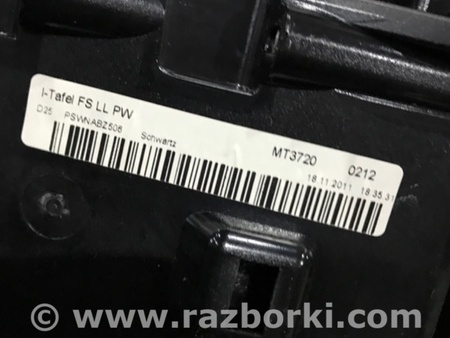 I-Tafel FS LL PW
D25 PSWNABZ506 Schwartz
MT3720 0212
18.11.2011 18:35:31
© www.razborki.com